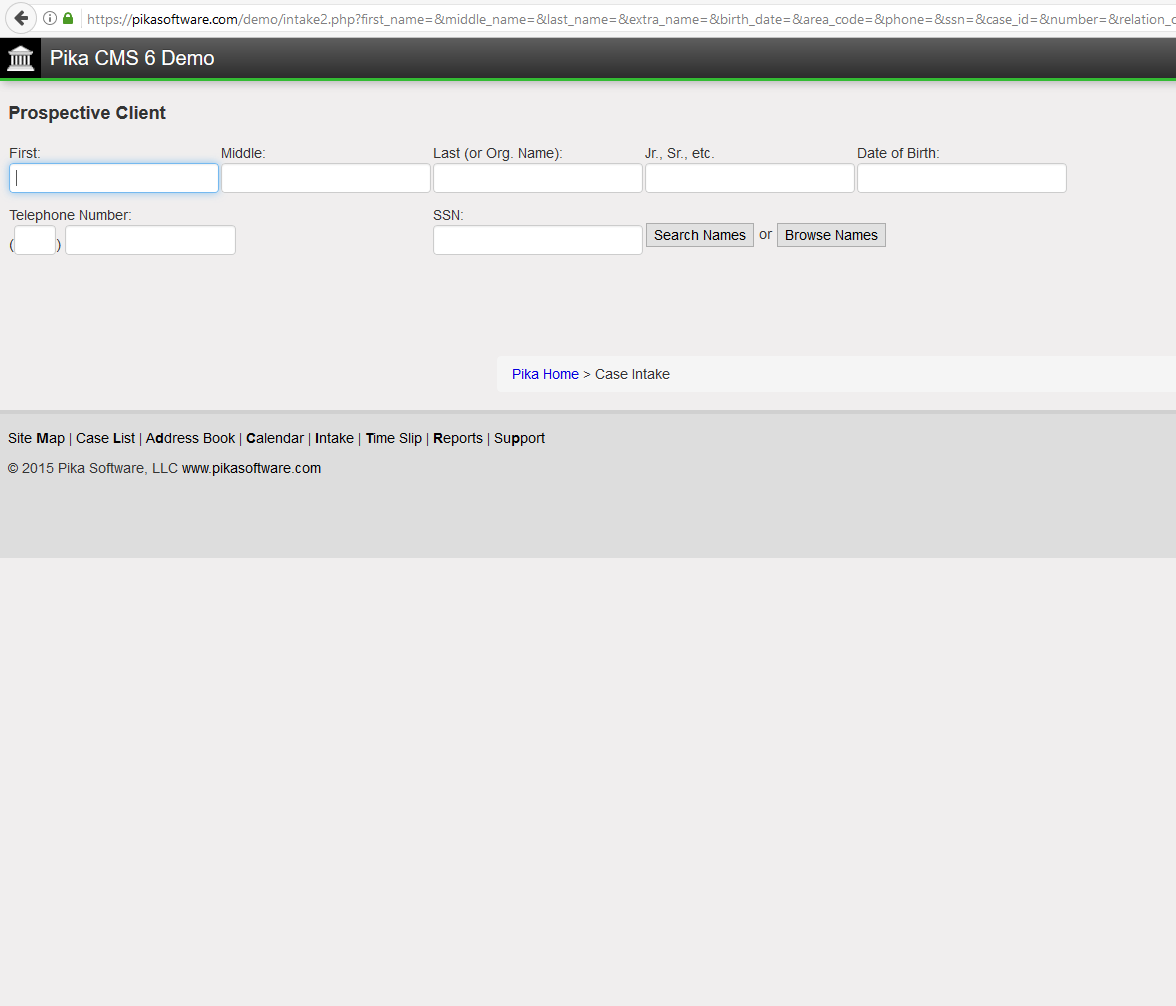 https://pikasoftware.com/demo/intake2.php?first_name=&middle_name=&last_name=&extra_name=&birth_date=&area_code=&phone=&ssn=&case_id=&number=&relation_c
Pika CMS 6 Demo
Prospective Client
First: Middle: Last (or Org. Name): Jr., Sr., etc. Date of Birth:
Telephone Number: SSN:
( ) Search Names or Browse Names
Pika Home > Case Intake
Site Map | Case List | Address Book | Calendar | Intake | Time Slip | Reports | Support
© 2015 Pika Software, LLC www.pikasoftware.com